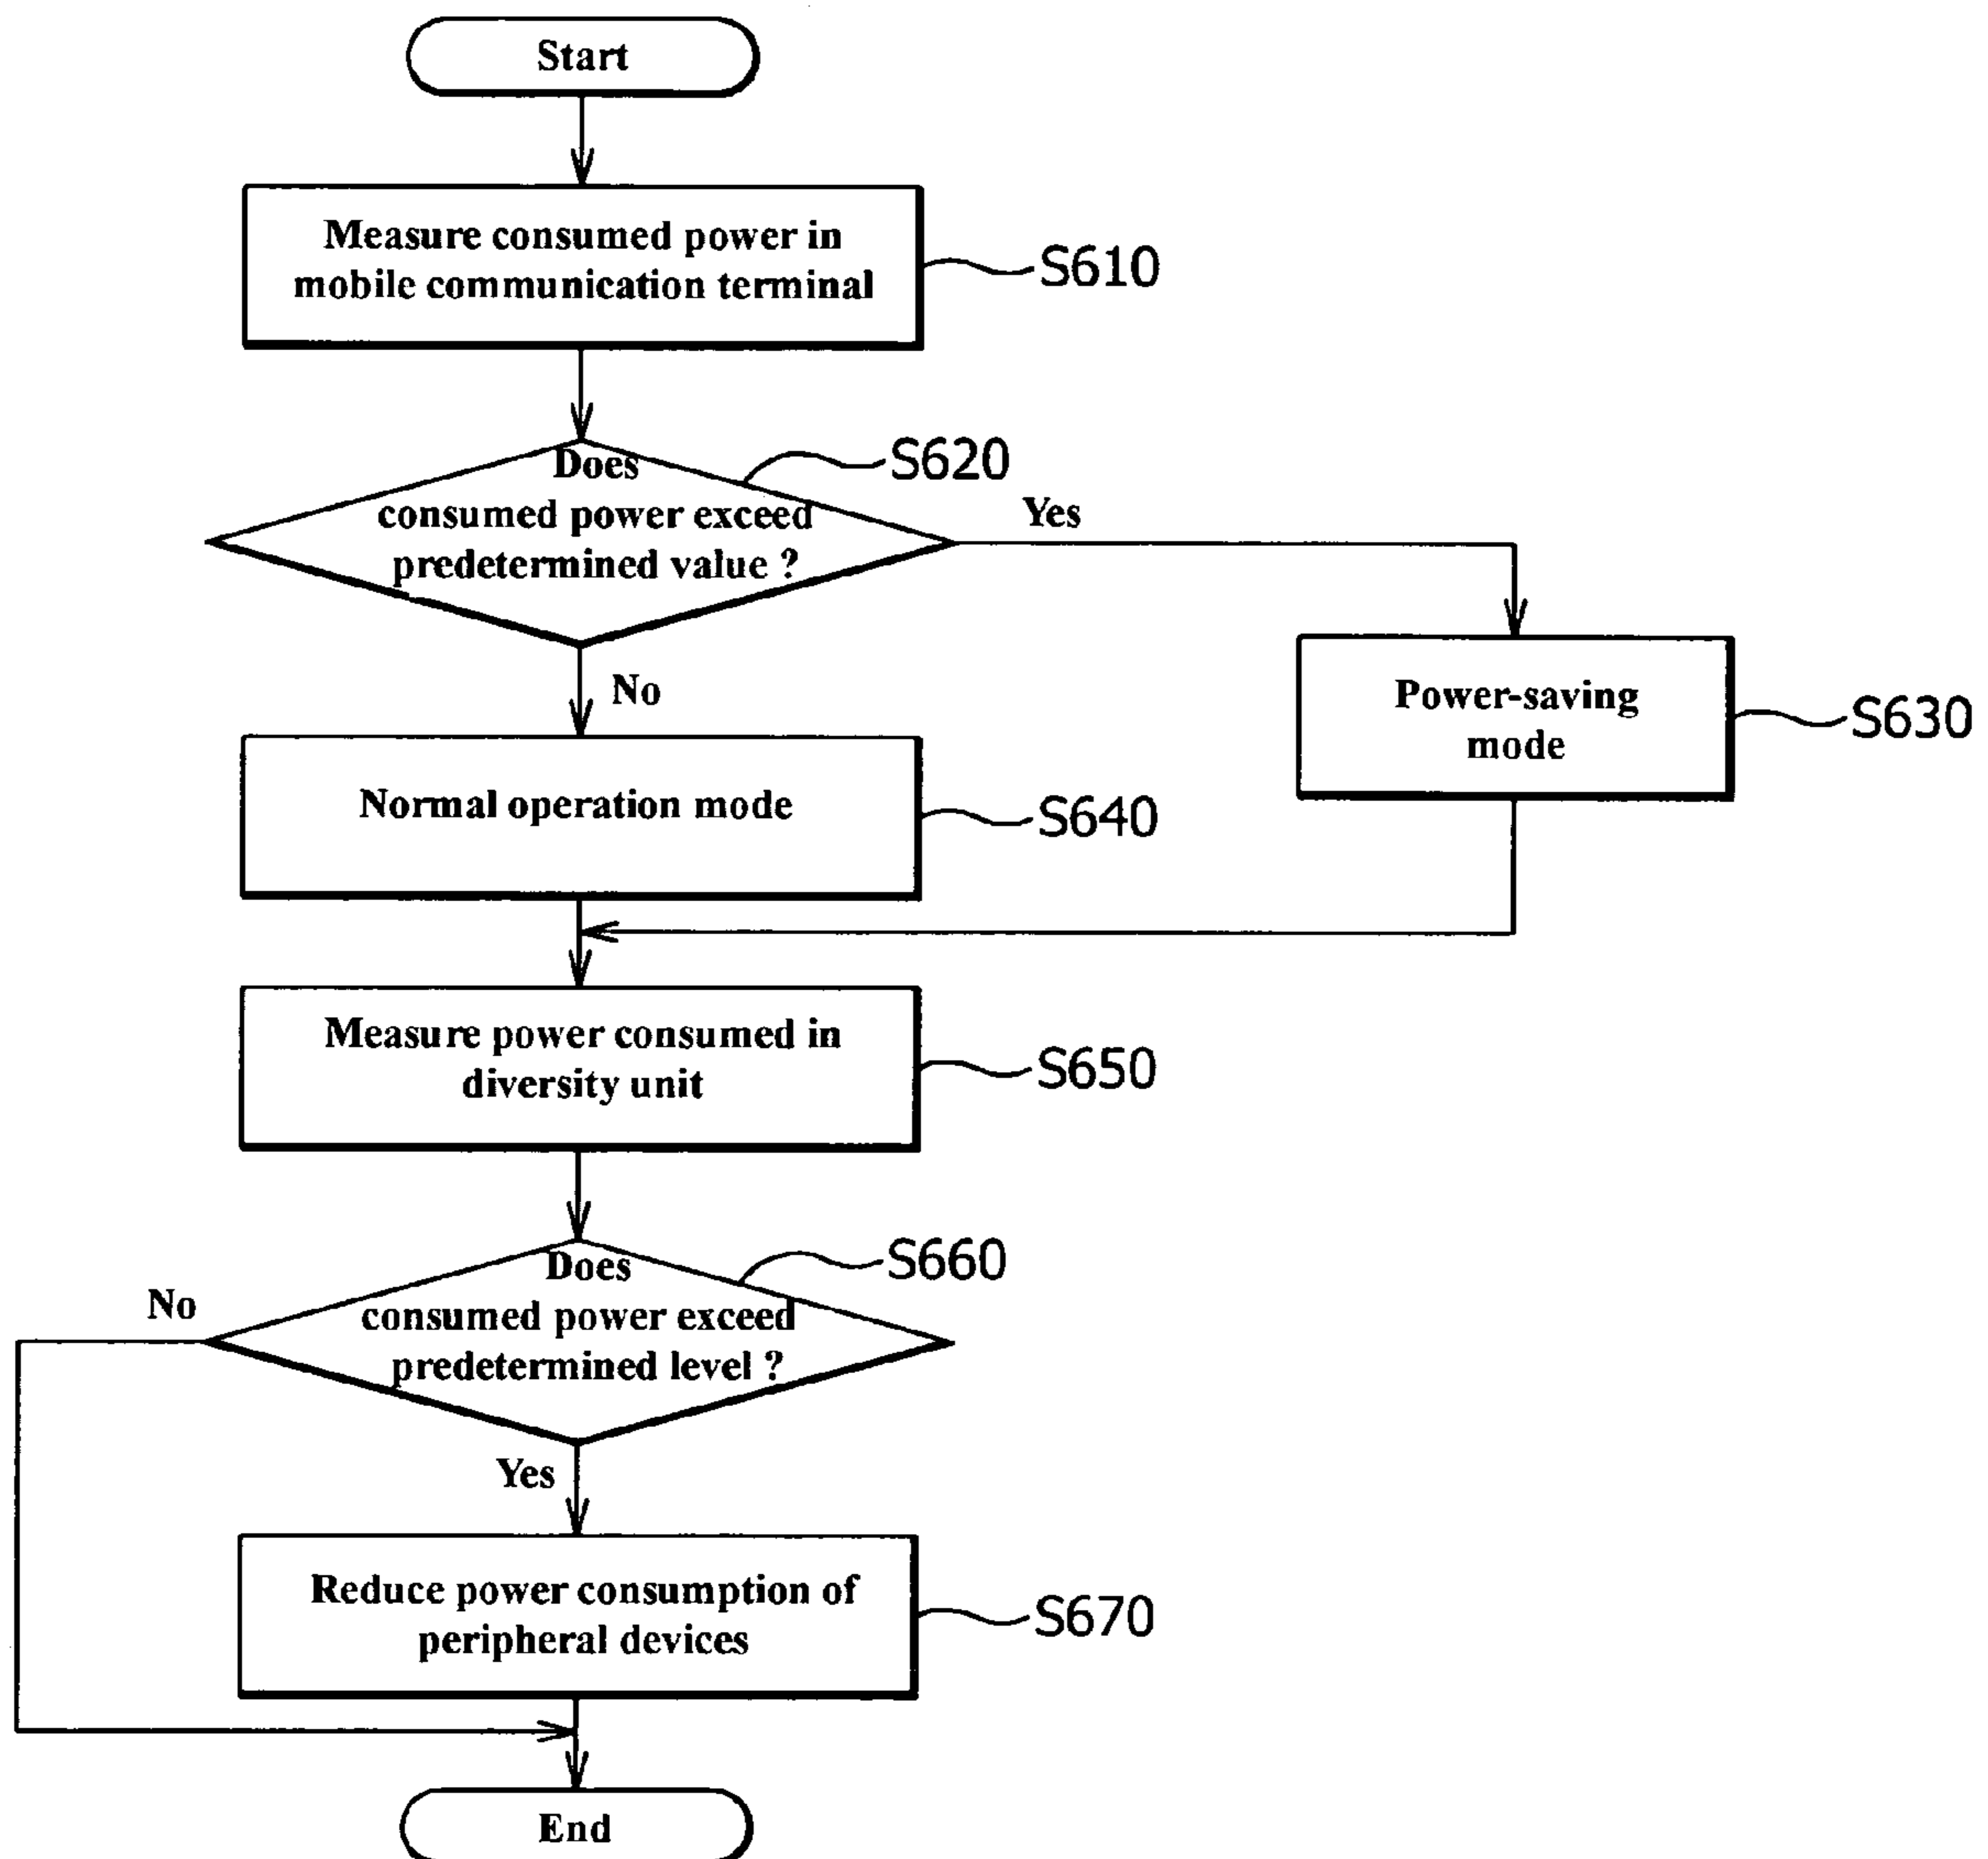 Start
Measure consumed power in
mobile communication terminal
S610
Does
consumed power exceed
predetermined value ?
S620
Yes
No
Power-saving
mode
S630
Normal operation mode
S640
Measure power consumed in
diversity unit
S650
Does
consumed power exceed
predetermined level ?
S660
No
Yes
Reduce power consumption of
peripheral devices
S670
End